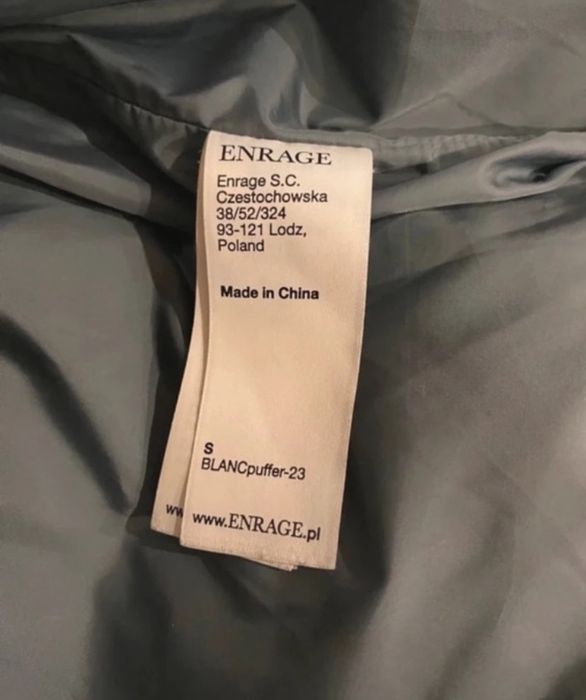 ENRAGE
Enrage S.C.
Czestochowska
38/52/324
93-121 Lodz,
Poland
Made in China
S
BLANCpuffer-23
www.ENRAGE.pl